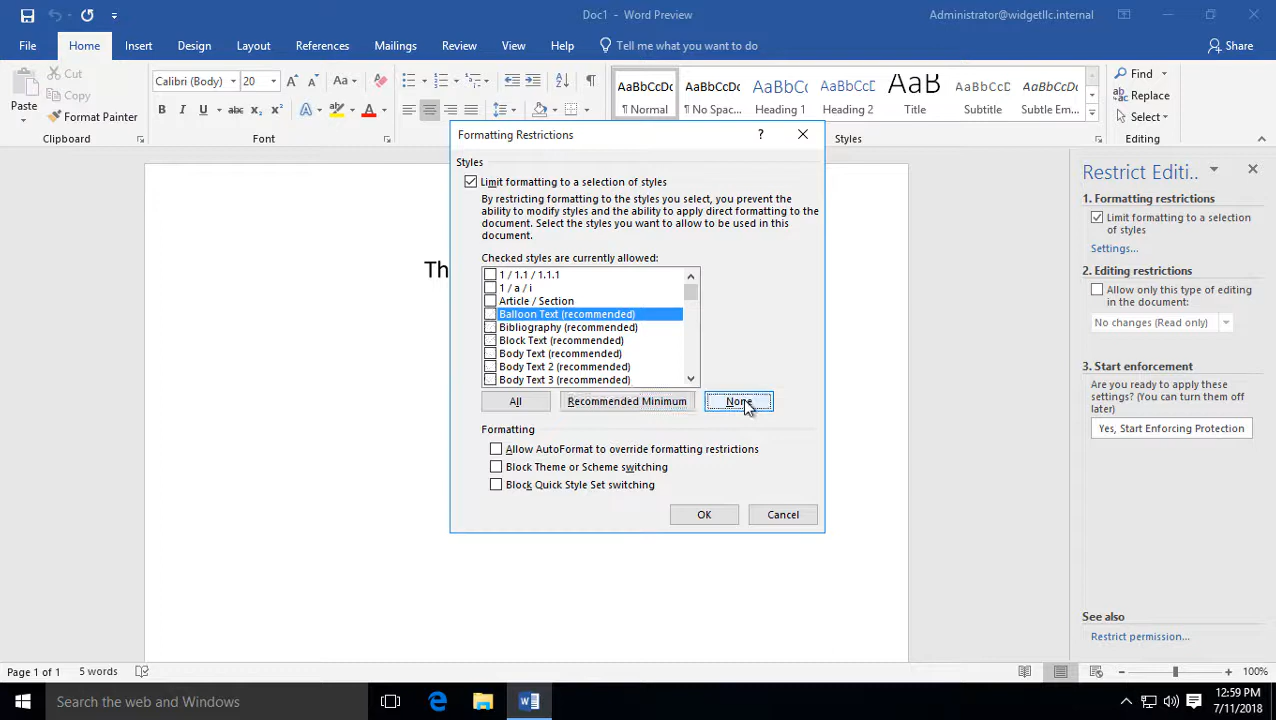 Doc1 - Word Preview
Administrator@widgetllc.internal
File Home Insert Design Layout References Mailings Review View Help Tell me what you want to do Share
Paste
Cut
Copy
Format Painter
Clipboard
Calibri (Body) 20
Font
AaBbCcDc AaBbCcDc AaBbCc AaBbCcD AaB AaBbCcD AaBbCcDc
¶ Normal ¶ No Spac... Heading 1 Heading 2 Title Subtitle Subtle Em...
Styles
Find
Replace
Select
Editing
Th
Formatting Restrictions
Styles
Limit formatting to a selection of styles
By restricting formatting to the styles you select, you prevent the
ability to modify styles and the ability to apply direct formatting to the
document. Select the styles you want to allow to be used in this
document.
Checked styles are currently allowed:
1 / 1.1 / 1.1.1
1 / a / i
Article / Section
Balloon Text (recommended)
Bibliography (recommended)
Block Text (recommended)
Body Text (recommended)
Body Text 2 (recommended)
Body Text 3 (recommended)
All Recommended Minimum None
Formatting
Allow AutoFormat to override formatting restrictions
Block Theme or Scheme switching
Block Quick Style Set switching
OK Cancel
Restrict Editi...
1. Formatting restrictions
Limit formatting to a selection
of styles
Settings...
2. Editing restrictions
Allow only this type of editing
in the document:
No changes (Read only)
3. Start enforcement
Are you ready to apply these
settings? (You can turn them off
later)
Yes, Start Enforcing Protection
See also
Restrict permission...
Page 1 of 1 5 words
100%
Search the web and Windows
12:59 PM
7/11/2018